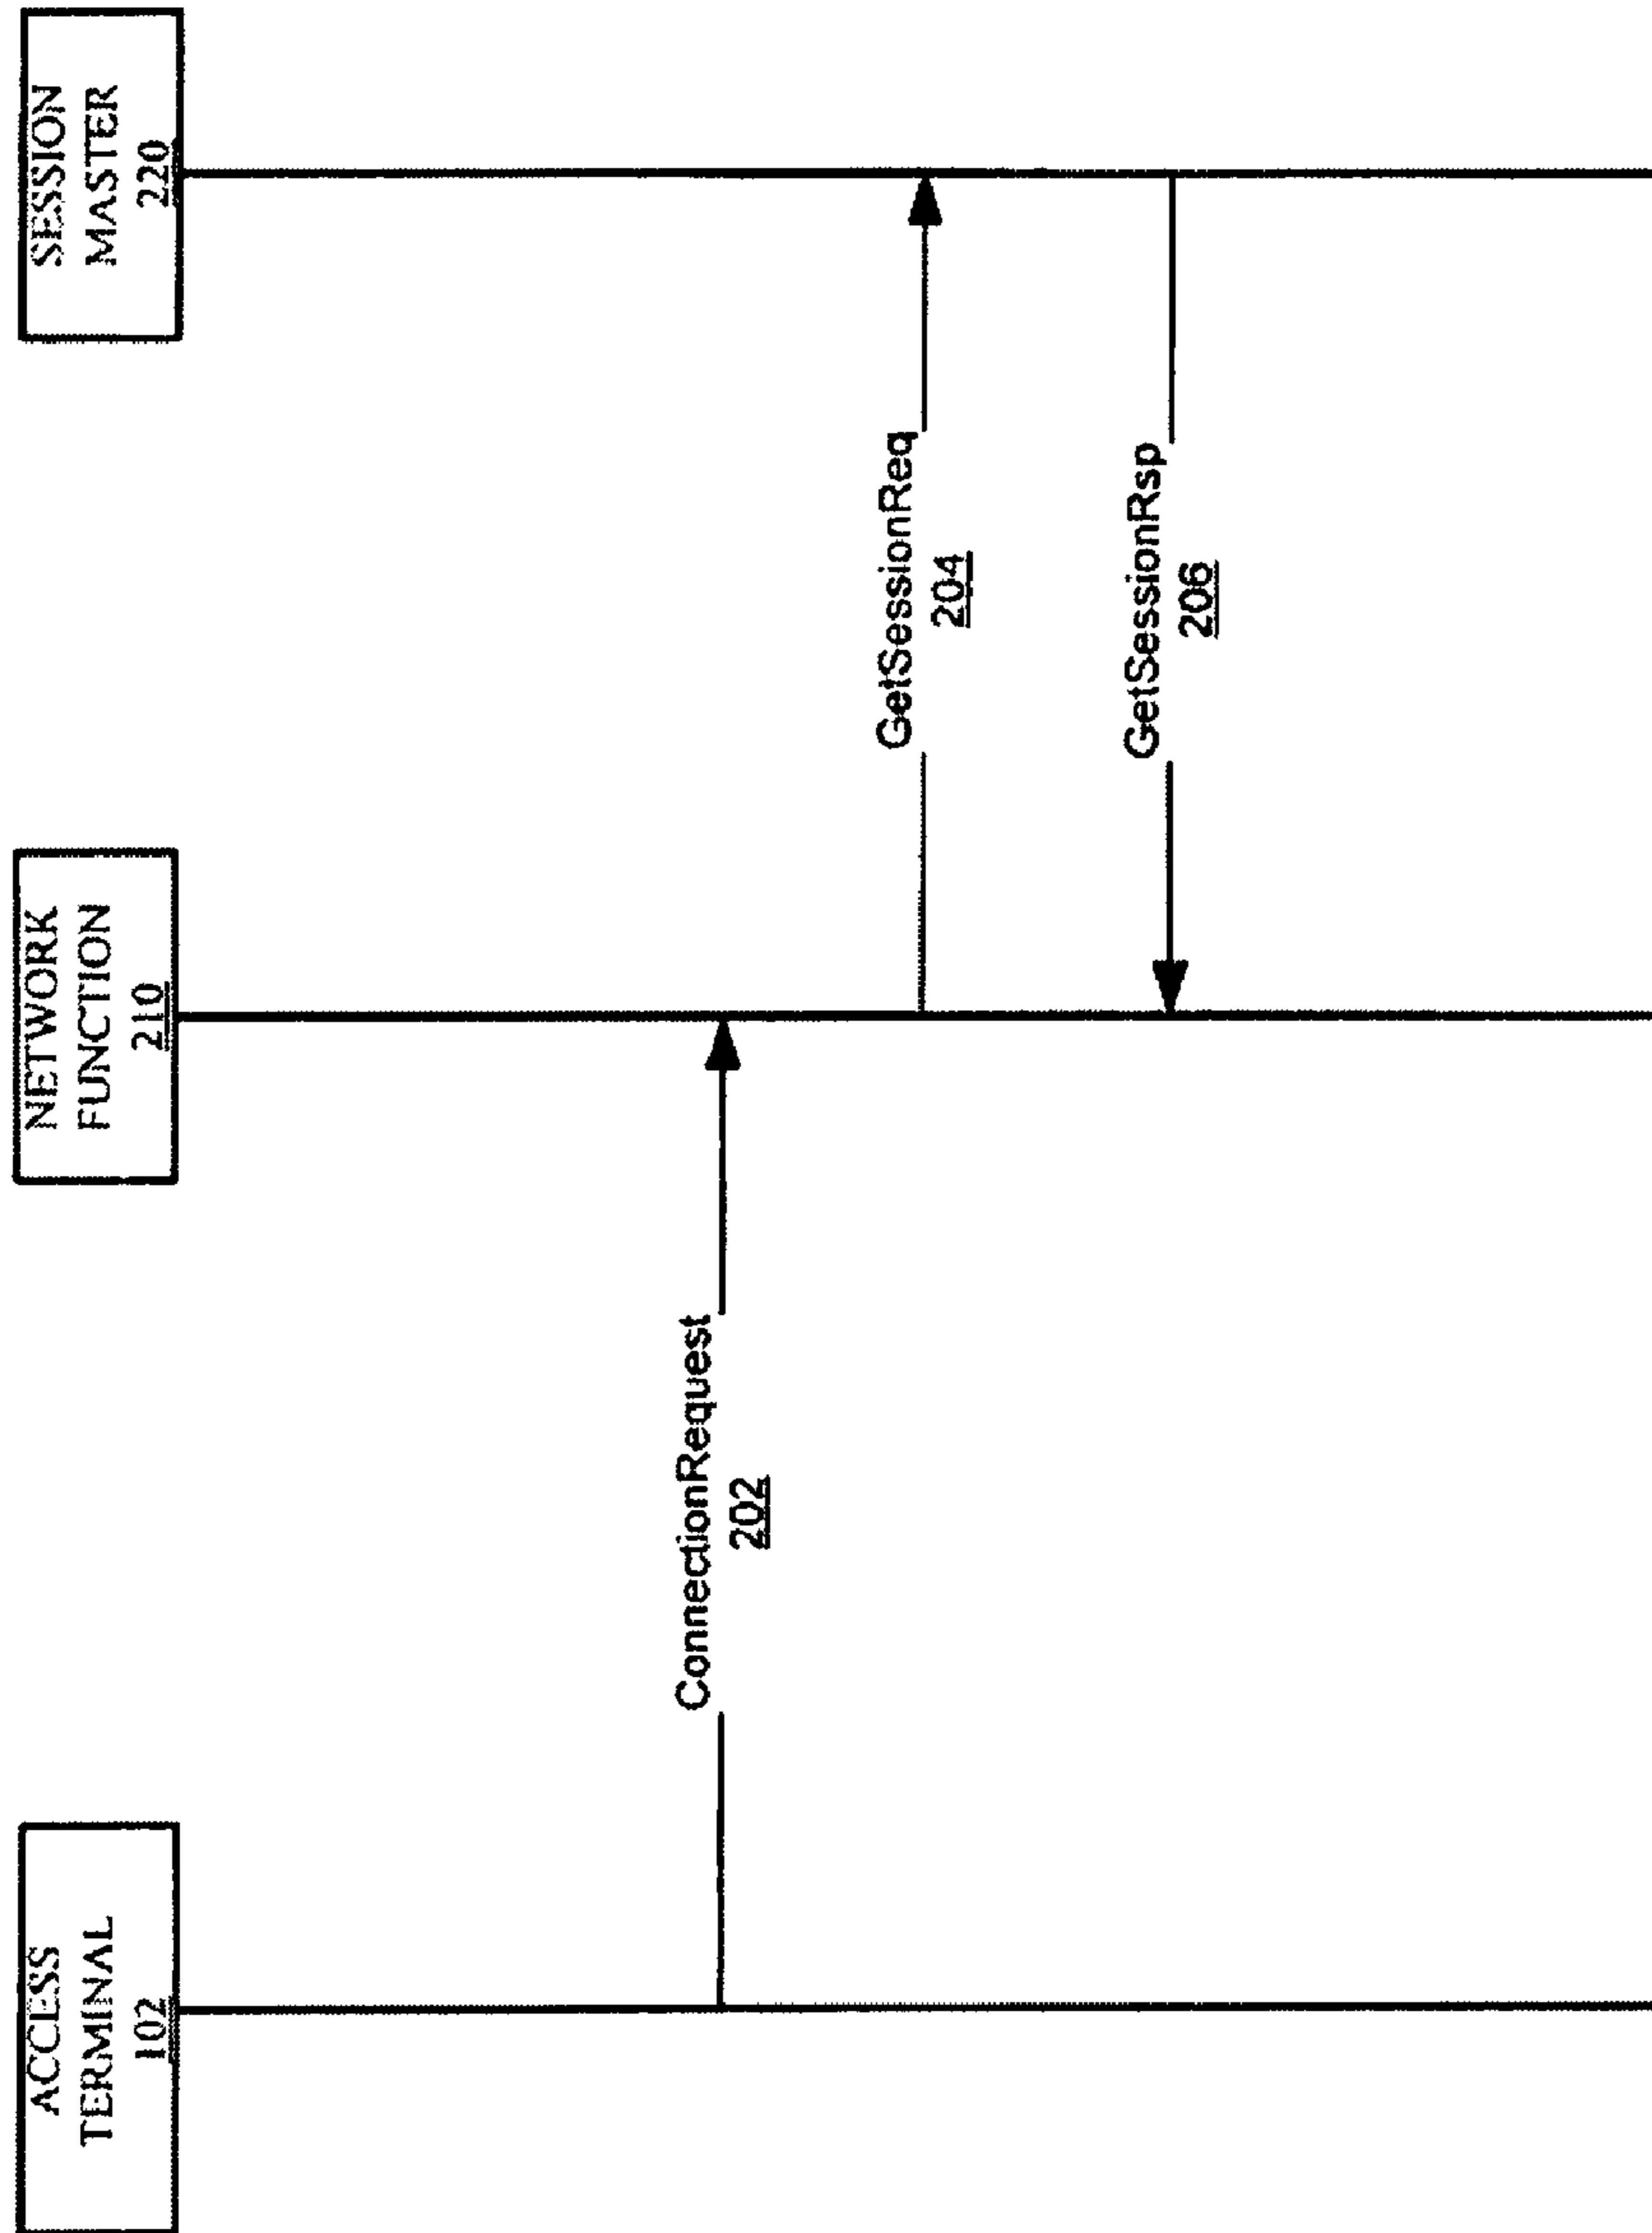 ACCESS
TERMINAL
102
NETWORK
FUNCTION
210
SESSION
MASTER
220
ConnectionRequest
202
GetSessionReq
204
GetSessionRsp
206